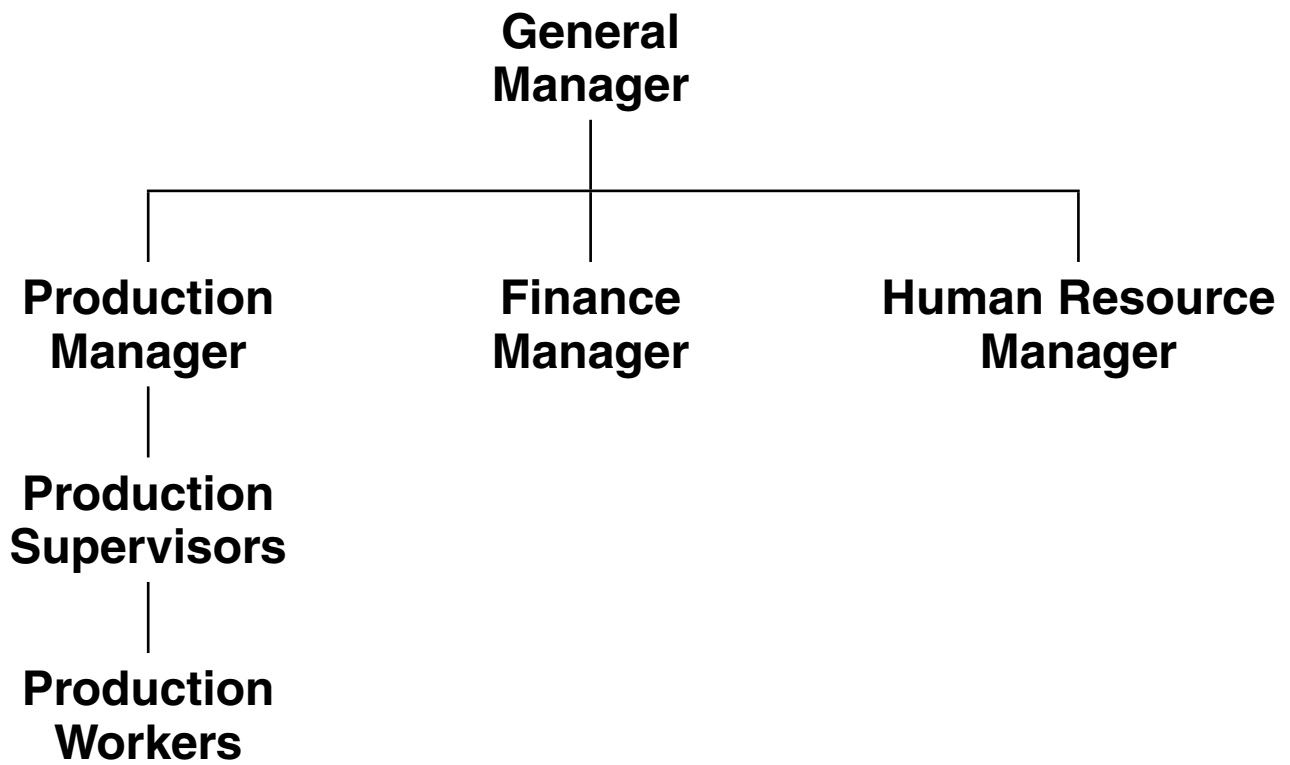 General
Manager
Production
Manager
Finance
Manager
Human Resource
Manager
Production
Supervisors
Production
Workers